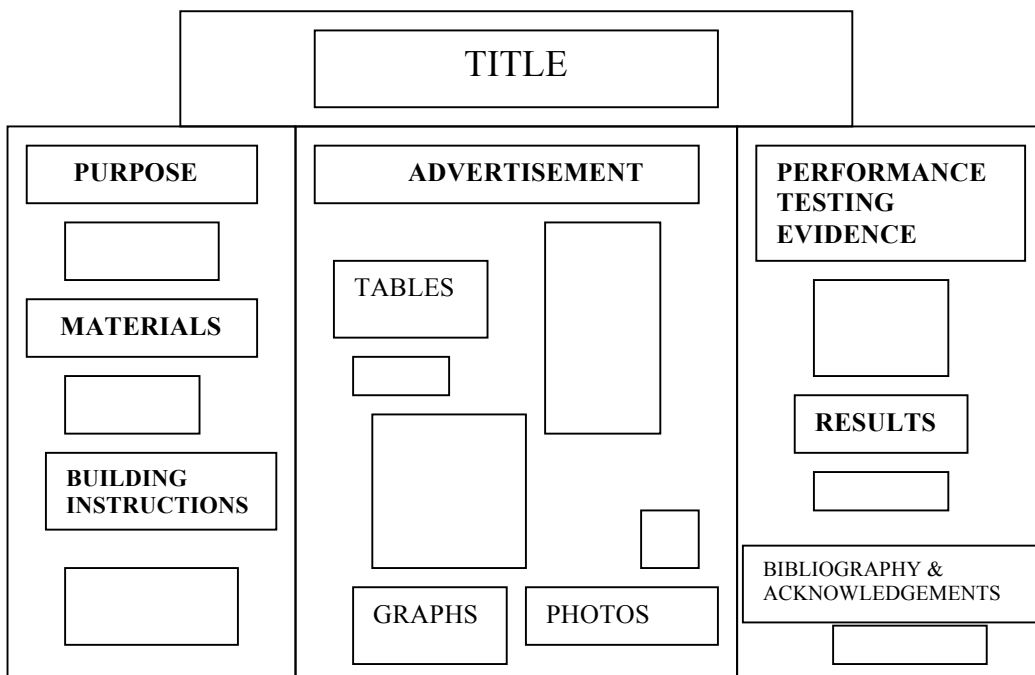 TITLE
PURPOSE
MATERIALS
BUILDING
INSTRUCTIONS
ADVERTISEMENT
TABLES
GRAPHS
PHOTOS
PERFORMANCE
TESTING
EVIDENCE
RESULTS
BIBLIOGRAPHY &
ACKNOWLEDGEMENTS